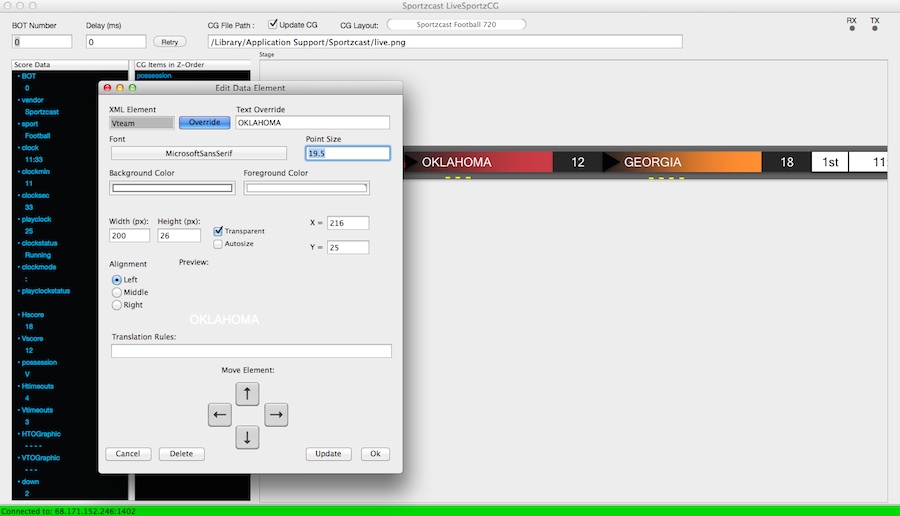 Sportzcast LiveSportzCG
BOT Number
Delay (ms)
CG File Path :
Update CG
CG Layout:
Sportzcast Football 720
RX
TX
0
0
Retry
/Library/Application Support/Sportzcast/live.png
Score Data
CG Items in Z-Order
Stage
• BOT
0
• vendor
Sportzcast
• sport
Football
• clock
11:33
• clockmin
11
• clocksec
33
• playclock
25
• clockstatus
Running
• clockmode
:
• playclockstatus
• Hscore
18
• Vscore
12
• possession
V
• Htimeouts
4
• Vtimeouts
3
• HTOGraphic
- - - -
• VTOGraphic
- - -
• down
2
possession
Edit Data Element
XML Element
Text Override
Vteam
Override
OKLAHOMA
Font
Point Size
MicrosoftSansSerif
19.5
Background Color
Foreground Color
Width (px):
Height (px):
200
26
Transparent
Autosize
X =
216
Y =
25
Alignment
Preview:
Left
Middle
Right
OKLAHOMA
Translation Rules:
Move Element:
↑
←
→
↓
Cancel
Delete
Update
Ok
OKLAHOMA
12
GEORGIA
18
1st
11:
- - -
- - - -
Connected to: 68.171.152.246:1402